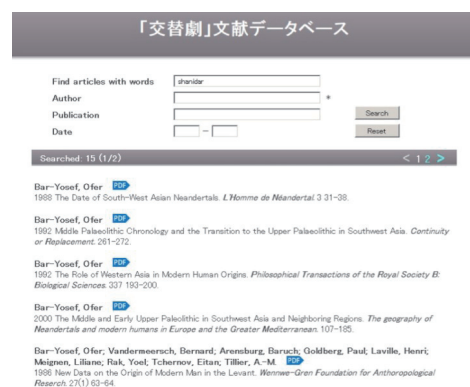 「交替劇」文献データベース
Find articles with words shanidar
Author *
Publication Search
Date – Reset
Searched: 15 (1/2) < 1 2 >
Bar-Yosef, Ofer PDF
1988 The Date of South-West Asian Neandertals. L'Homme de Néandertal. 3 31-38.
Bar-Yosef, Ofer PDF
1992 Middle Palaeolithic Chronology and the Transition to the Upper Palaeolithic in Southwest Asia. Continuity
or Replacement. 261-272.
Bar-Yosef, Ofer PDF
1992 The Role of Western Asia in Modern Human Origins. Philosophical Transactions of the Royal Society B:
Biological Sciences. 337 193-200.
Bar-Yosef, Ofer PDF
2000 The Middle and Early Upper Paleolithic in Southwest Asia and Neighboring Regions. The geography of
Neandertals and modern humans in Europe and the Greater Mediterranean. 107-185.
Bar-Yosef, Ofer; Vandermeersch, Bernard; Arensburg, Baruch; Goldberg, Paul; Laville, Henri;
Meignen, Liliane; Rak, Yoel; Tchernov, Eitan; Tillier, A.-M. PDF
1986 New Data on the Origin of Modern Man in the Levant. Wennwe-Gren Foundation for Anthoropological
Reserch. 27(1) 63-64.